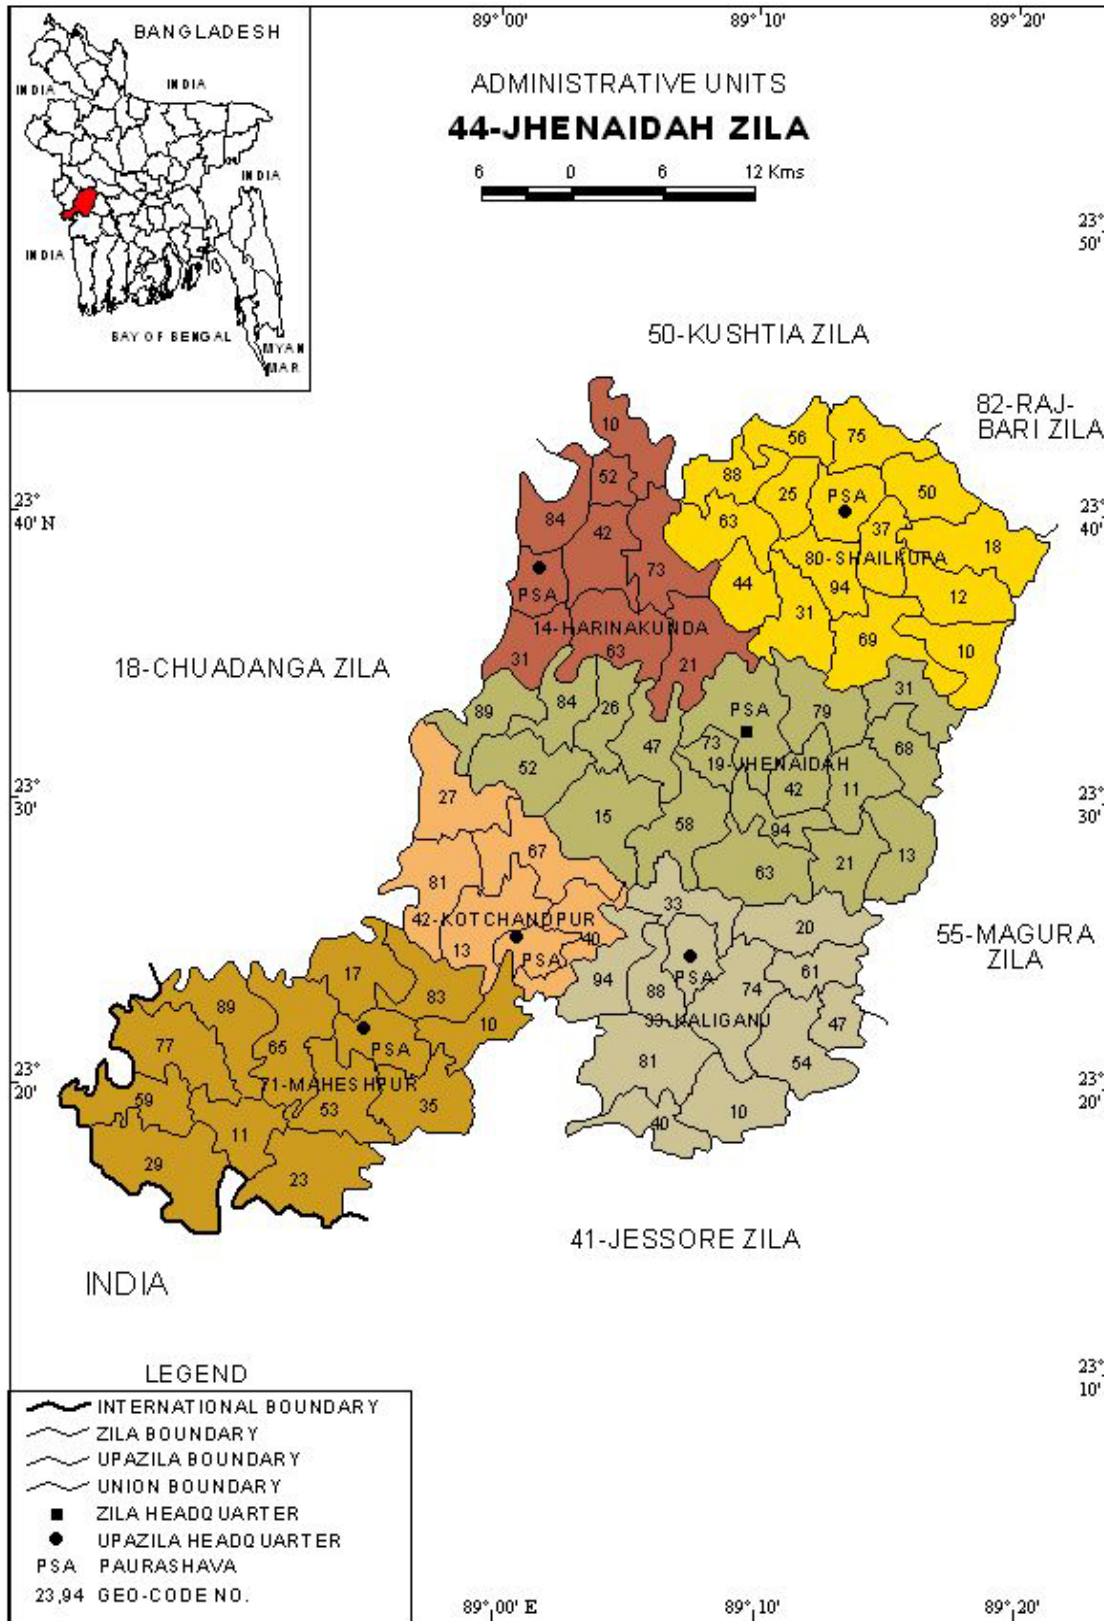 BANGLADESH
INDIA
INDIA
INDIA
INDIA
BAY OF BENGAL
MYAN
MAR
89° 00'
89° 10'
89° 20'
ADMINISTRATIVE UNITS
44-JHENAIDAH ZILA
6 0 6 12 Kms
23°
50'
50-KUSHTIA ZILA
82-RAJ-
BARI ZILA
23°
40' N
23°
40'
10
52
84
42
73
PSA
14-HARINAKUNDA
31
63
21
56
75
88
25
PSA
50
63
37
18
80-SHAILKUPA
44
94
12
31
69
10
18-CHUADANGA ZILA
89
84
26
PSA
79
31
47
73
68
19-JHENAIDAH
52
42
11
15
58
94
63
21
13
23°
30'
23°
30'
27
67
81
42-KOTCHANDPUR
13
40
PSA
33
20
94
88
PSA
74
61
33-KALIGANJ
47
81
54
40
10
55-MAGURA
ZILA
17
89
83
10
77
65
PSA
71-MAHESHPUR
59
53
35
11
29
23
23°
20'
23°
20'
41-JESSORE ZILA
INDIA
23°
10'
LEGEND
INTERNATIONAL BOUNDARY
ZILA BOUNDARY
UPAZILA BOUNDARY
UNION BOUNDARY
ZILA HEADQUARTER
UPAZILA HEADQUARTER
PSA PAURASHAVA
23,94 GEO-CODE NO.
89° 00' E
89° 10'
89° 20'